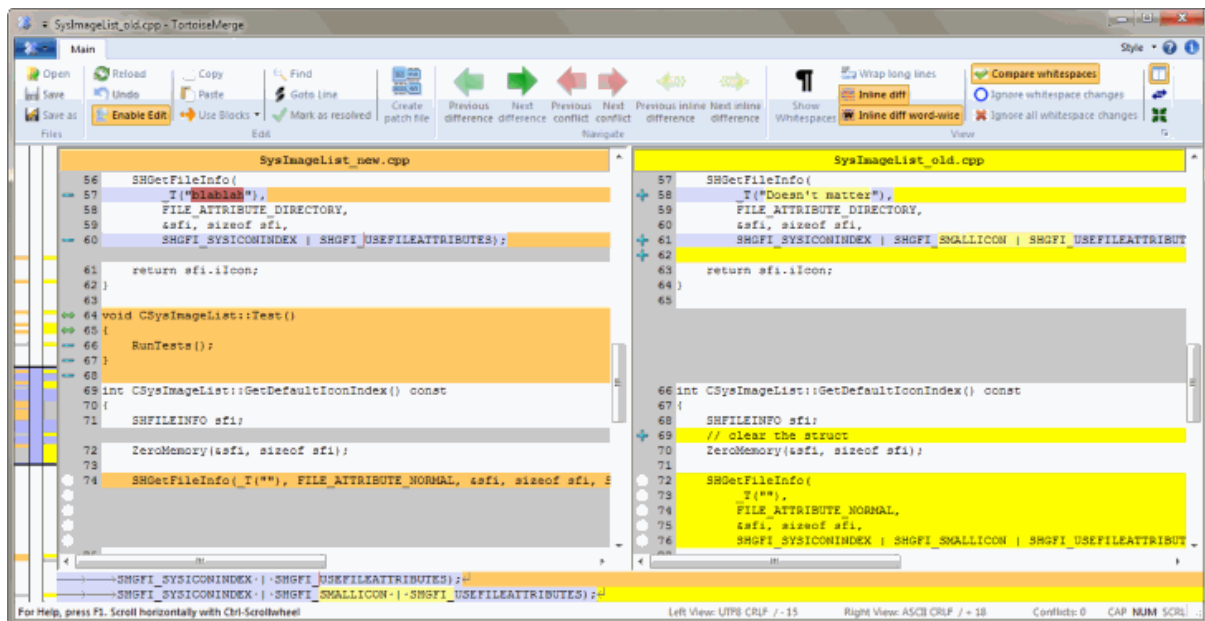 SysImageList_old.cpp - TortoiseMerge
Main
Style
Open
Save
Save as
Files
Reload
Undo
Enable Edit
Copy
Paste
Use Blocks
Find
Goto Line
Mark as resolved
Edit
Create patch file
Previous difference
Next difference
Previous conflict
Next conflict
Previous inline difference
Next inline difference
Navigate
Show Whitespaces
Wrap long lines
Inline diff
Inline diff word-wise
Compare whitespaces
Ignore whitespace changes
Ignore all whitespace changes
View
SysImageList_new.cpp
56 SHGetFileInfo(
57 _T("blablah"),
58 FILE_ATTRIBUTE_DIRECTORY,
59 &sfi, sizeof sfi,
60 SHGFI_SYSICONINDEX | SHGFI_USEFILEATTRIBUTES);
61 return sfi.iIcon;
62 }
63
64 void CSysImageList::Test()
65 {
66 RunTests();
67 }
68
69 int CSysImageList::GetDefaultIconIndex() const
70 {
71 SHFILEINFO sfi;
72 ZeroMemory(&sfi, sizeof sfi);
73
74 SHGetFileInfo(_T(""), FILE_ATTRIBUTE_NORMAL, &sfi, sizeof sfi, S
SysImageList_old.cpp
57 SHGetFileInfo(
58 _T("Doesn't matter"),
59 FILE_ATTRIBUTE_DIRECTORY,
60 &sfi, sizeof sfi,
61 SHGFI_SYSICONINDEX | SHGFI_SMALLICON | SHGFI_USEFILEATTRIBUT
62
63 return sfi.iIcon;
64 }
65
66 int CSysImageList::GetDefaultIconIndex() const
67 {
68 SHFILEINFO sfi;
69 // clear the struct
70 ZeroMemory(&sfi, sizeof sfi);
71
72 SHGetFileInfo(
73 _T(""),
74 FILE_ATTRIBUTE_NORMAL,
75 &sfi, sizeof sfi,
76 SHGFI_SYSICONINDEX | SHGFI_SMALLICON | SHGFI_USEFILEATTRIBUT
SHGFI_SYSICONINDEX·|·SHGFI_USEFILEATTRIBUTES);
SHGFI_SYSICONINDEX·|·SHGFI_SMALLICON·|·SHGFI_USEFILEATTRIBUTES);
For Help, press F1. Scroll horizontally with Ctrl-Scrollwheel
Left View: UTF8 CRLF / - 15
Right View: ASCII CRLF / + 18
Conflicts: 0
CAP NUM SCRL